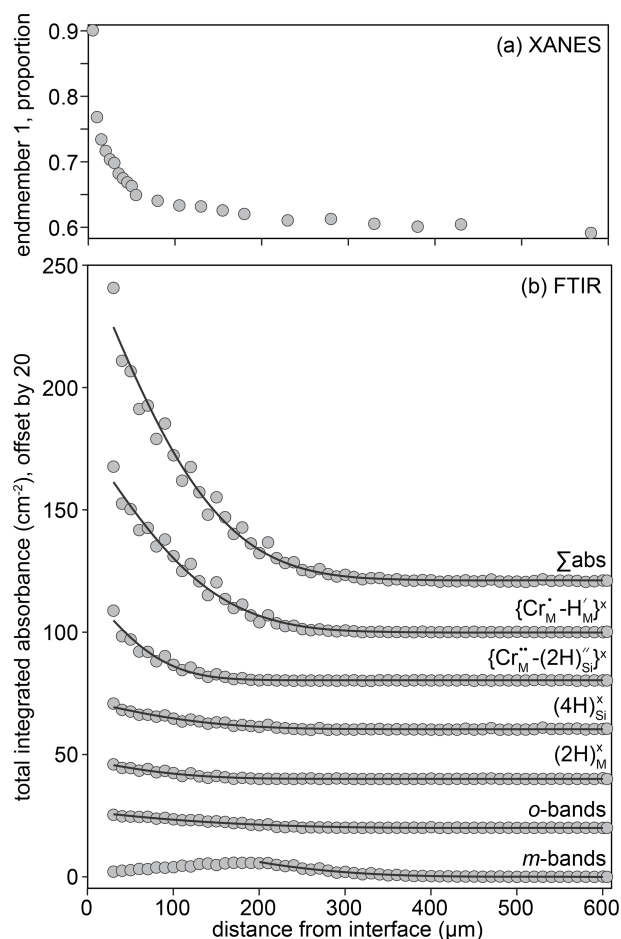 (a) XANES
endmember 1, proportion
0.9
0.8
0.7
0.6
(b) FTIR
total integrated absorbance (cm⁻²), offset by 20
250
200
150
100
50
0
∑abs
{Cr•M-H′M}ˣ
{Cr••M-(2H)″Si}ˣ
(4H)ˣSi
(2H)ˣM
o-bands
m-bands
0 100 200 300 400 500 600
distance from interface (µm)